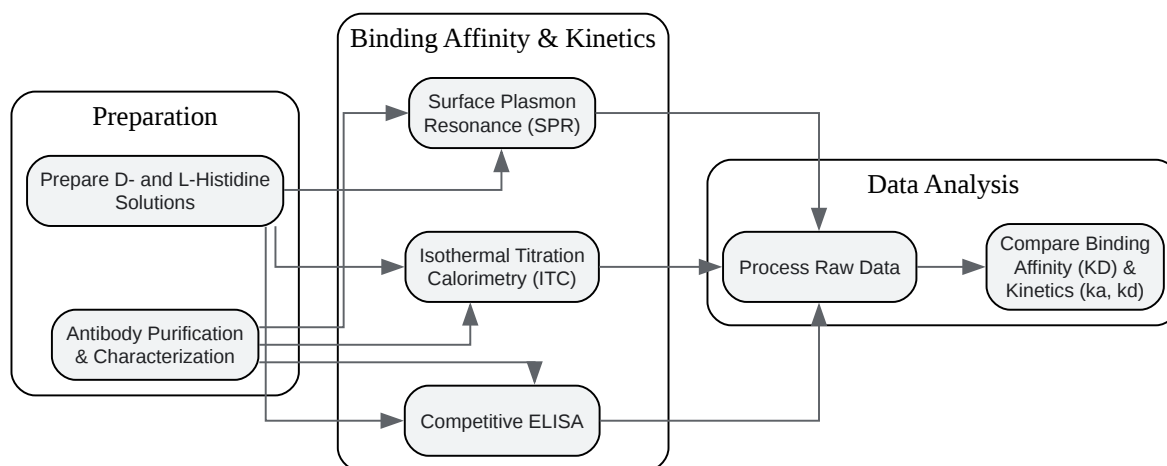 Preparation
Prepare D- and L-Histidine
Solutions
Antibody Purification
& Characterization
Binding Affinity & Kinetics
Surface Plasmon
Resonance (SPR)
Isothermal Titration
Calorimetry (ITC)
Competitive ELISA
Data Analysis
Process Raw Data
Compare Binding
Affinity (KD) &
Kinetics (ka, kd)